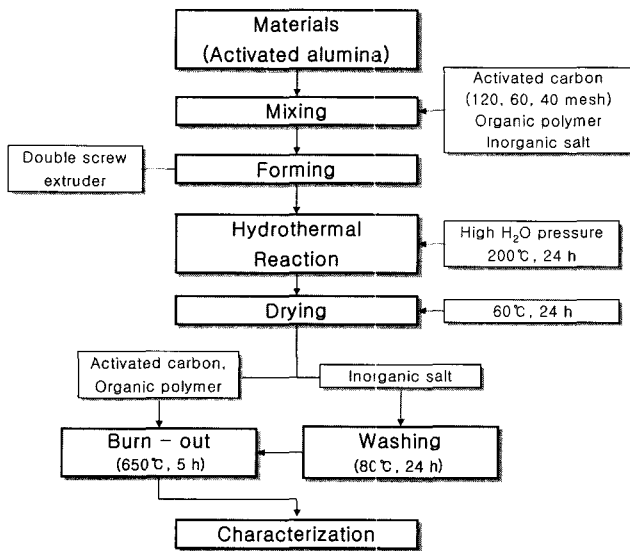 Materials
(Activated alumina)
Activated carbon
(120, 60, 40 mesh)
Organic polymer
Inorganic salt
Mixing
Double screw
extruder
Forming
Hydrothermal
Reaction
High H₂O pressure
200℃, 24 h
Drying
60℃, 24 h
Activated carbon,
Organic polymer
Inorganic salt
Burn – out
(650℃, 5 h)
Washing
(80℃, 24 h)
Characterization